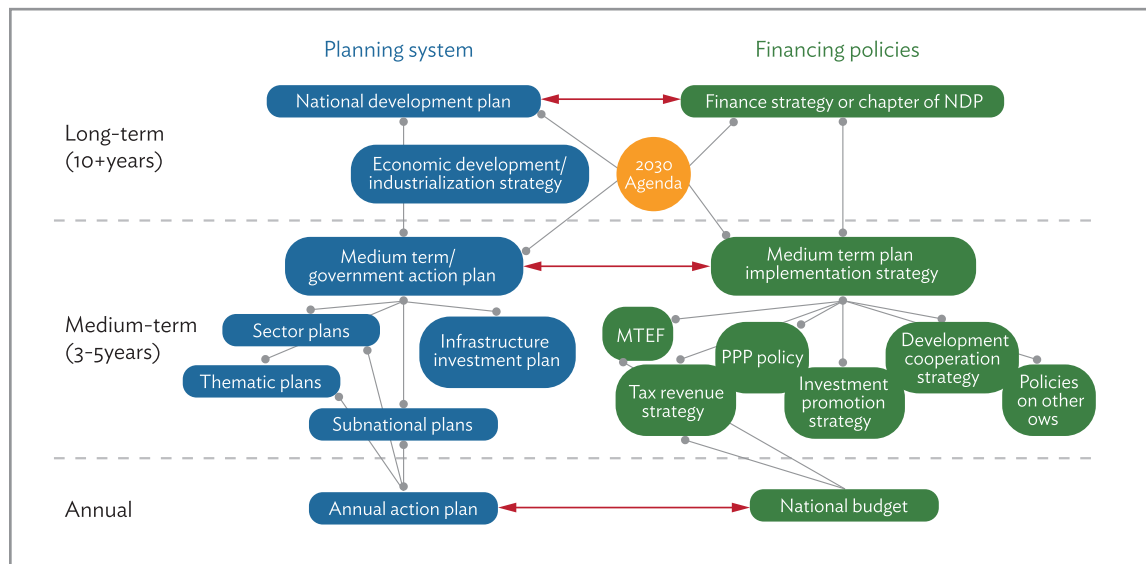 Planning system
Financing policies
National development plan
Finance strategy or chapter of NDP
Long-term
(10+years)
Economic development/
industrialization strategy
2030
Agenda
Medium term/
government action plan
Medium term plan
implementation strategy
Medium-term
(3-5years)
Sector plans
Infrastructure
investment plan
Thematic plans
Subnational plans
MTEF
PPP policy
Development
cooperation
strategy
Tax revenue
strategy
Investment
promotion
strategy
Policies
on other
ows
Annual
Annual action plan
National budget